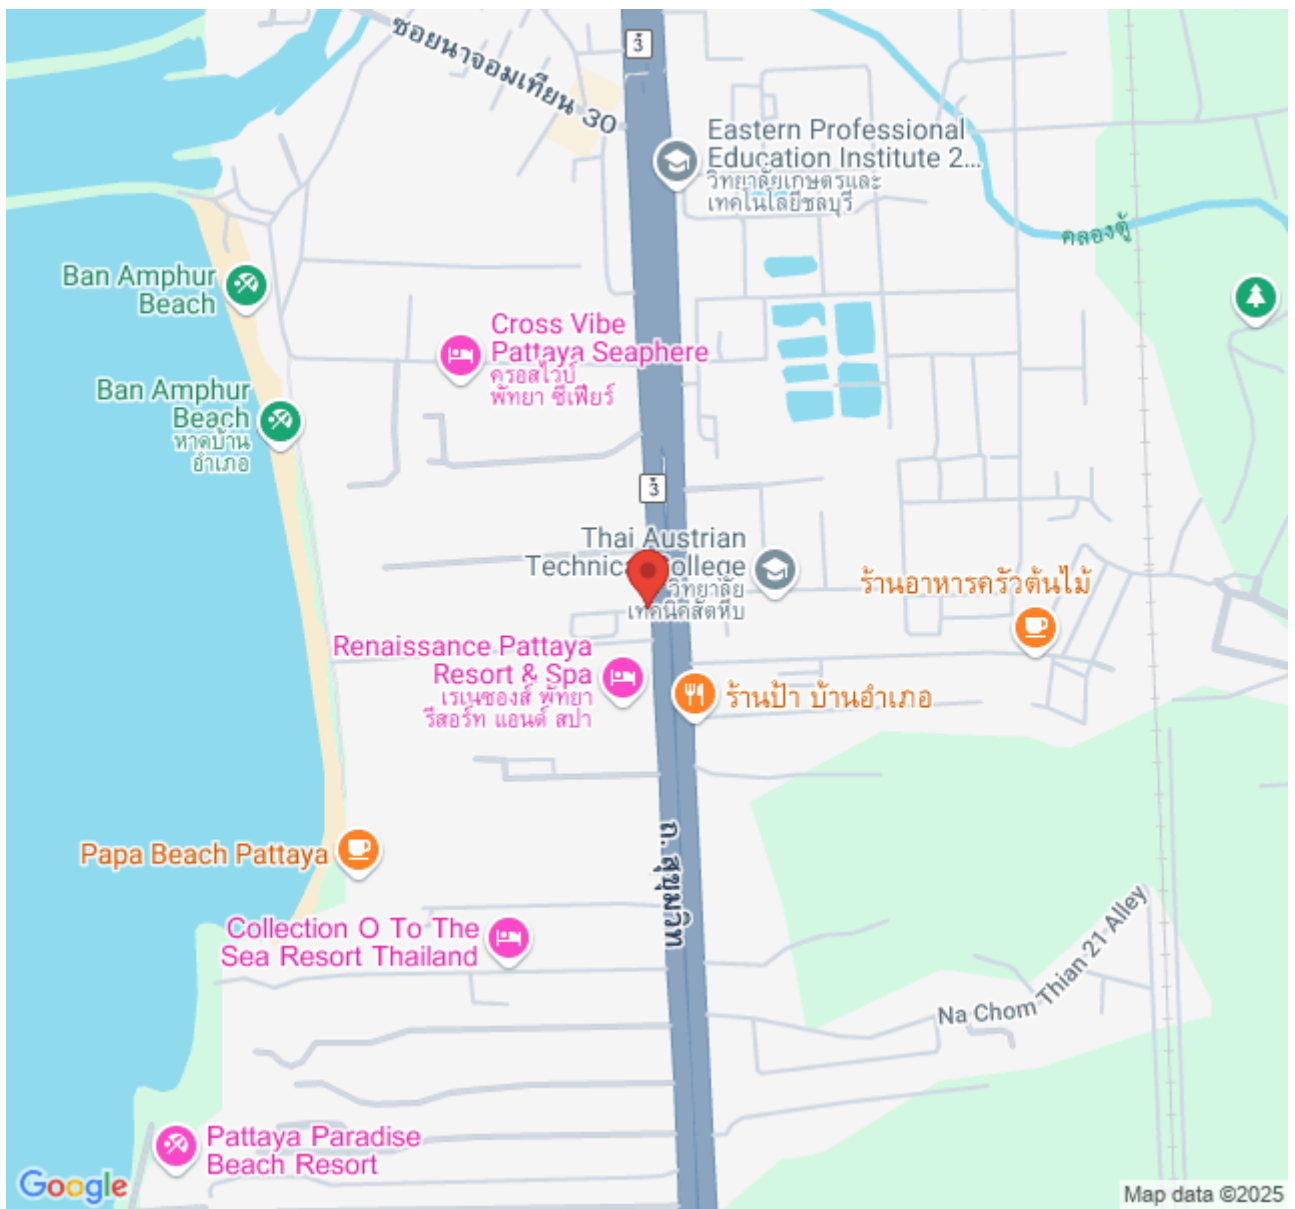 ซอยนาจอมเทียน 30
3
Eastern Professional
Education Institute 2...
วิทยาลัยเกษตรและ
เทคโนโลยีชลบุรี
คลองตู้
Ban Amphur
Beach
Cross Vibe
Pattaya Seaphere
ครอสไวบ์
พัทยา ซีเฟียร์
Ban Amphur
Beach
หาดบ้าน
อำเภอ
3
Thai Austrian
Technical College
วิทยาลัย
เทคนิคสัตหีบ
ร้านอาหารครัวต้นไม้
Renaissance Pattaya
Resort & Spa
เรเนซองส์ พัทยา
รีสอร์ท แอนด์ สปา
ร้านป้า บ้านอำเภอ
ถ. สุขุมวิท
Papa Beach Pattaya
Collection O To The
Sea Resort Thailand
Na Chom Thian 21 Alley
Pattaya Paradise
Beach Resort
Google
Map data ©2025